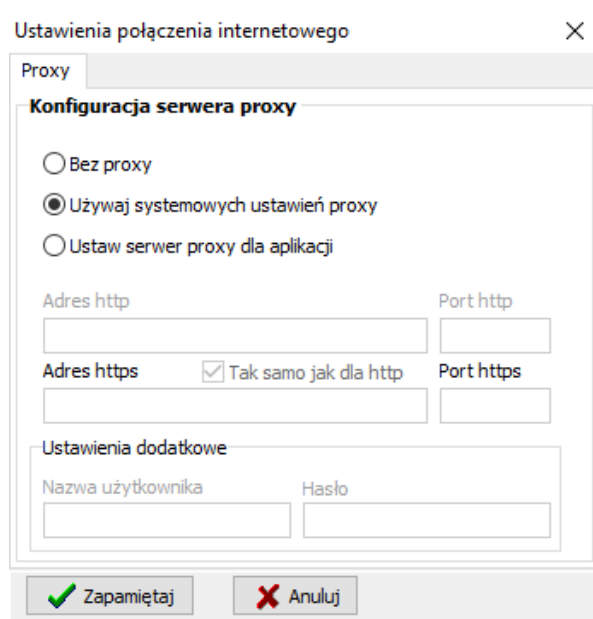 Ustawienia połączenia internetowego
Proxy
Konfiguracja serwera proxy
Bez proxy
Używaj systemowych ustawień proxy
Ustaw serwer proxy dla aplikacji
Adres http Port http
Adres https Tak samo jak dla http Port https
Ustawienia dodatkowe
Nazwa użytkownika Hasło
Zapamiętaj Anuluj